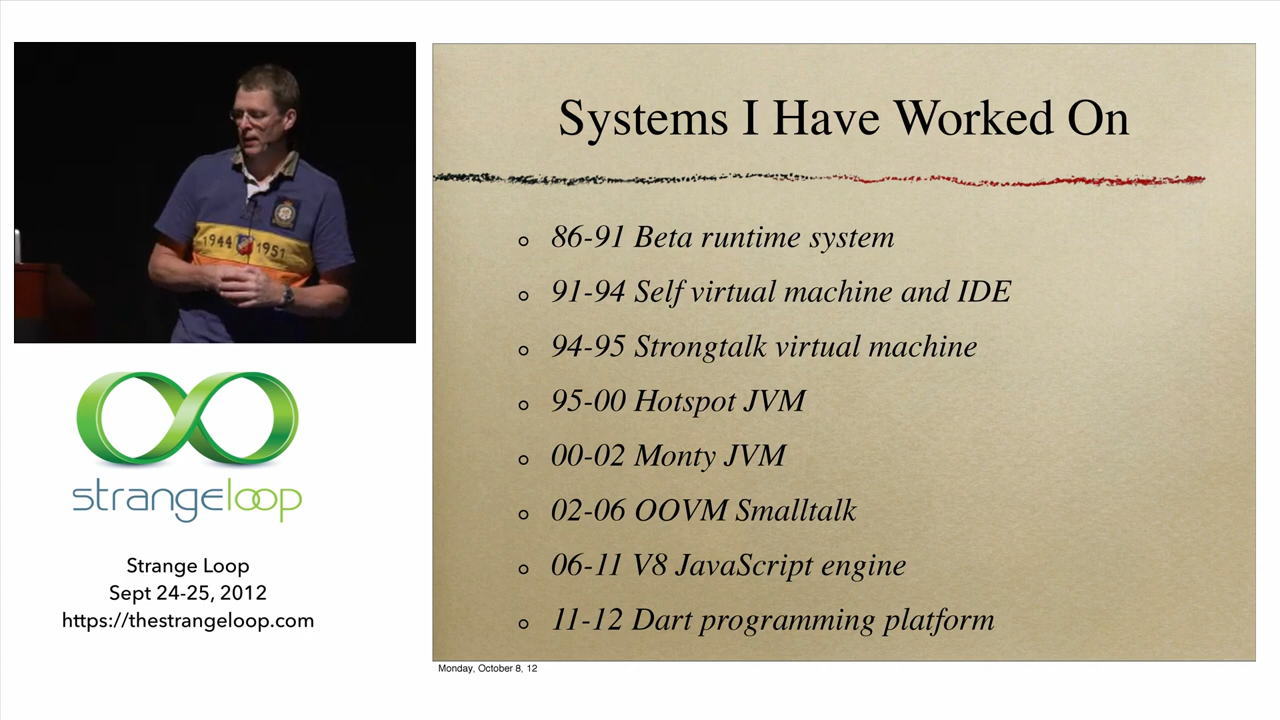 1944 1951
strangeloop
Strange Loop
Sept 24-25, 2012
https://thestrangeloop.com
Systems I Have Worked On
86-91 Beta runtime system
91-94 Self virtual machine and IDE
94-95 Strongtalk virtual machine
95-00 Hotspot JVM
00-02 Monty JVM
02-06 OOVM Smalltalk
06-11 V8 JavaScript engine
11-12 Dart programming platform
Monday, October 8, 12